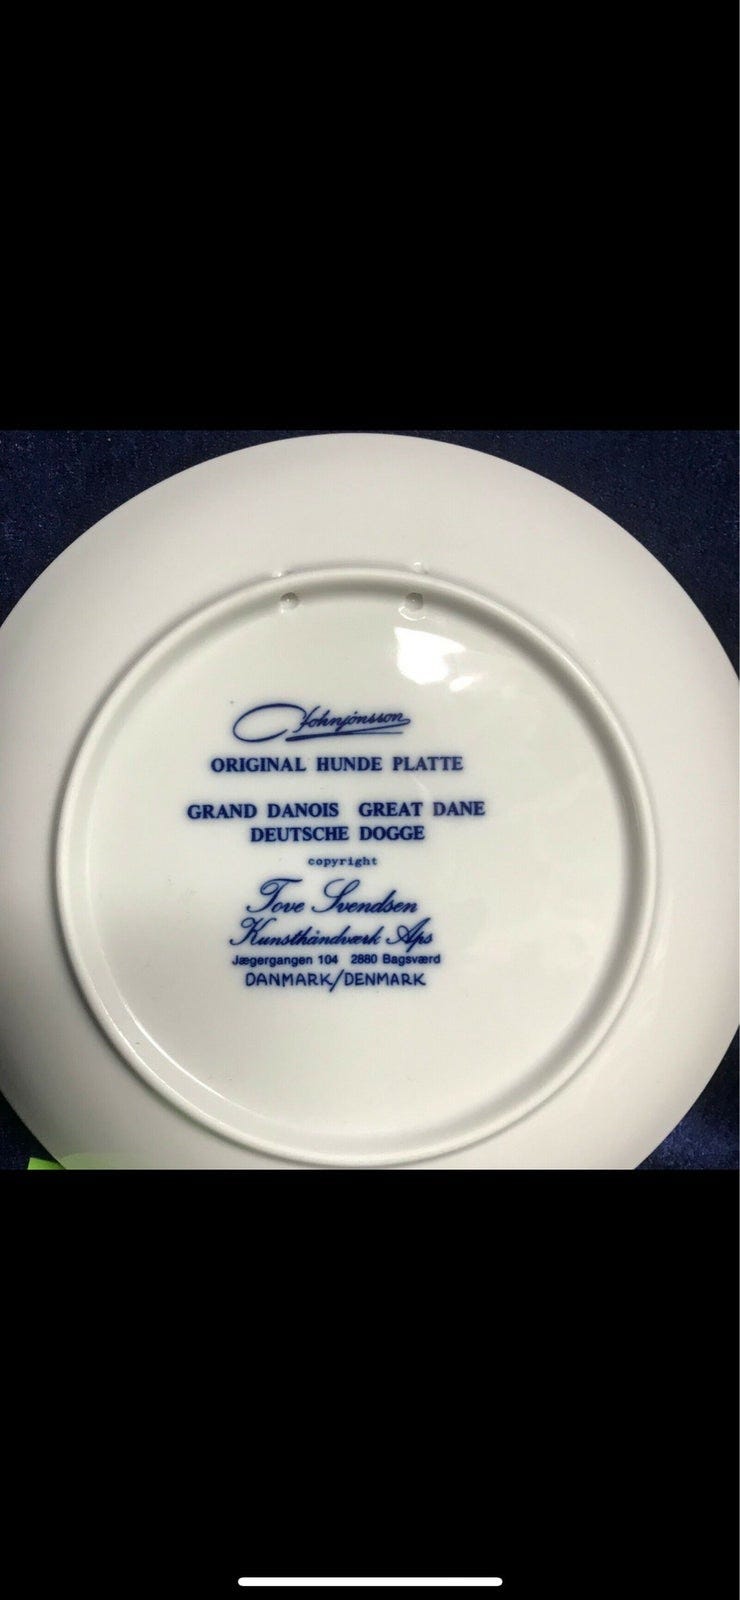 Johnjönsson
ORIGINAL HUNDE PLATTE
GRAND DANOIS GREAT DANE
DEUTSCHE DOGGE
copyright
Tove Svendsen
Kunsthåndværk Aps
Jægergangen 104 2880 Bagsværd
DANMARK/DENMARK